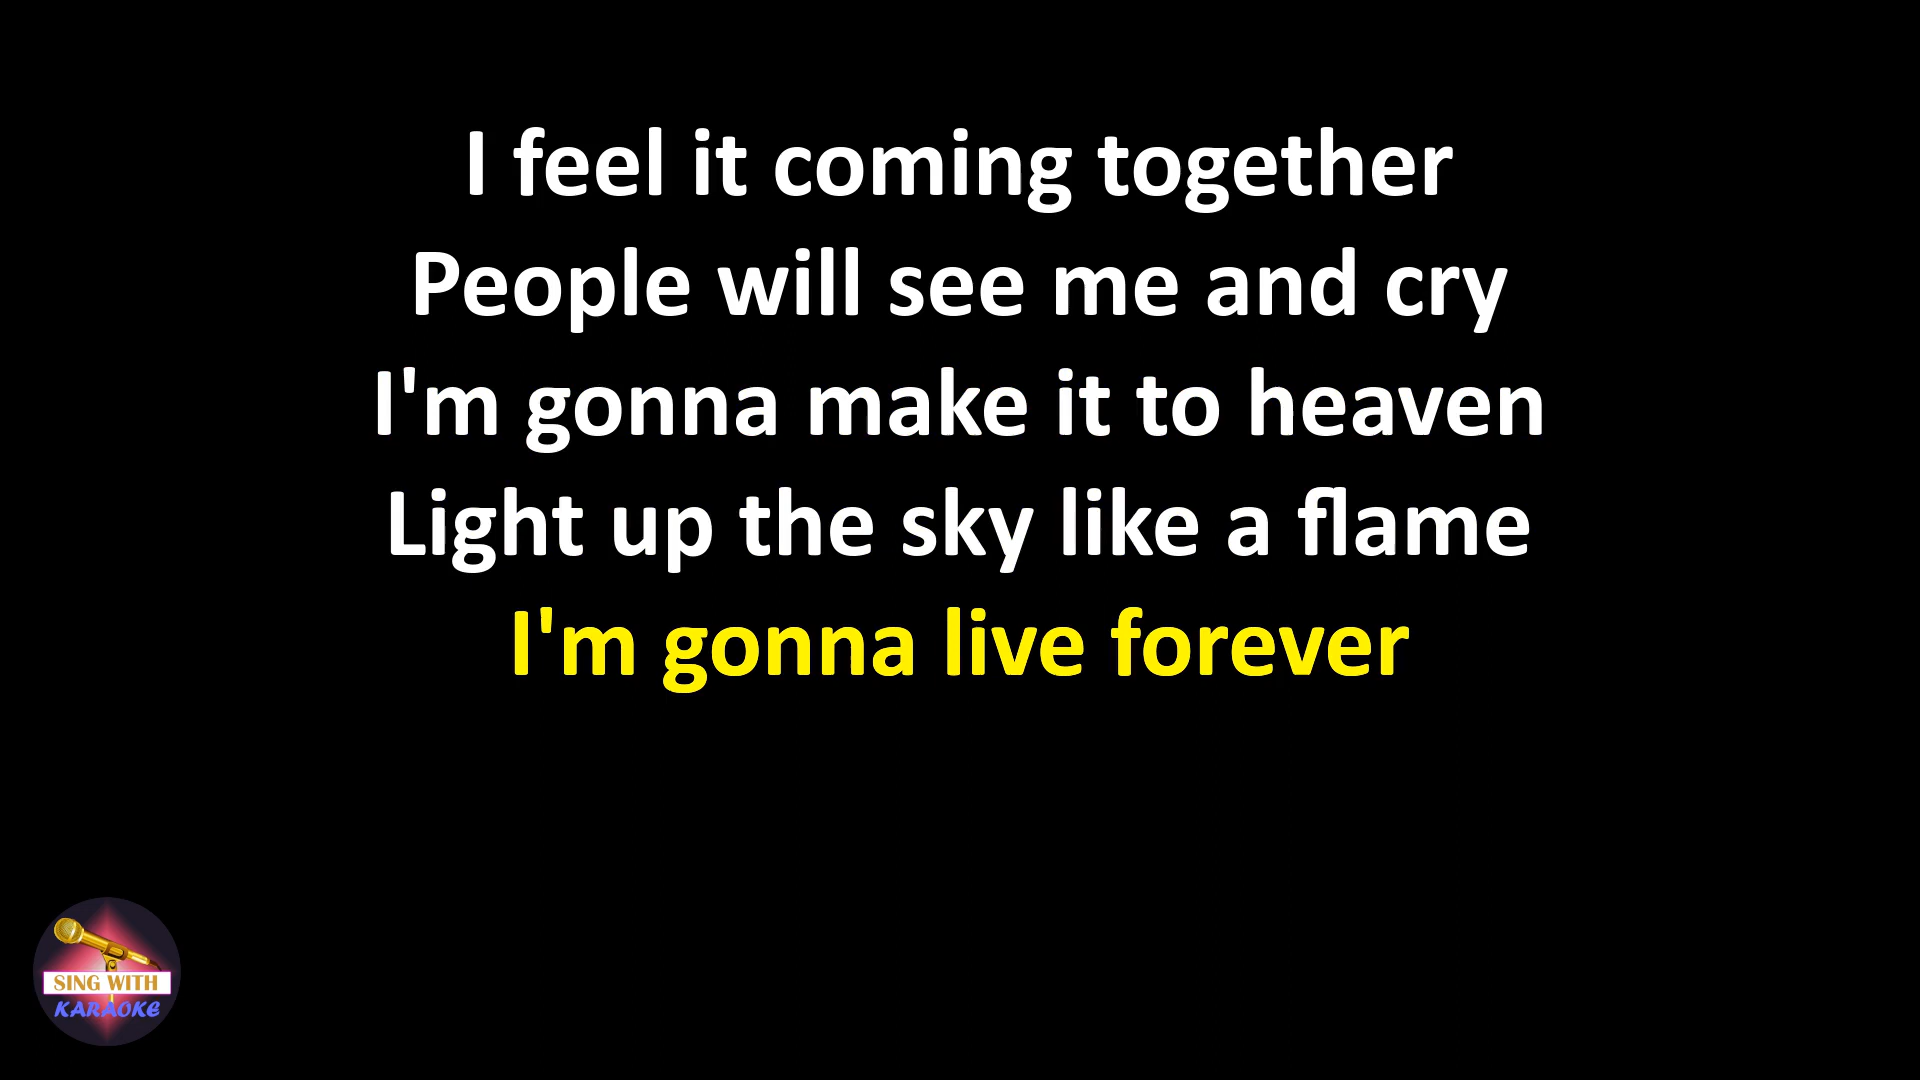 I feel it coming together
People will see me and cry
I'm gonna make it to heaven
Light up the sky like a flame
I'm gonna live forever
SING WITH
KARAOKE